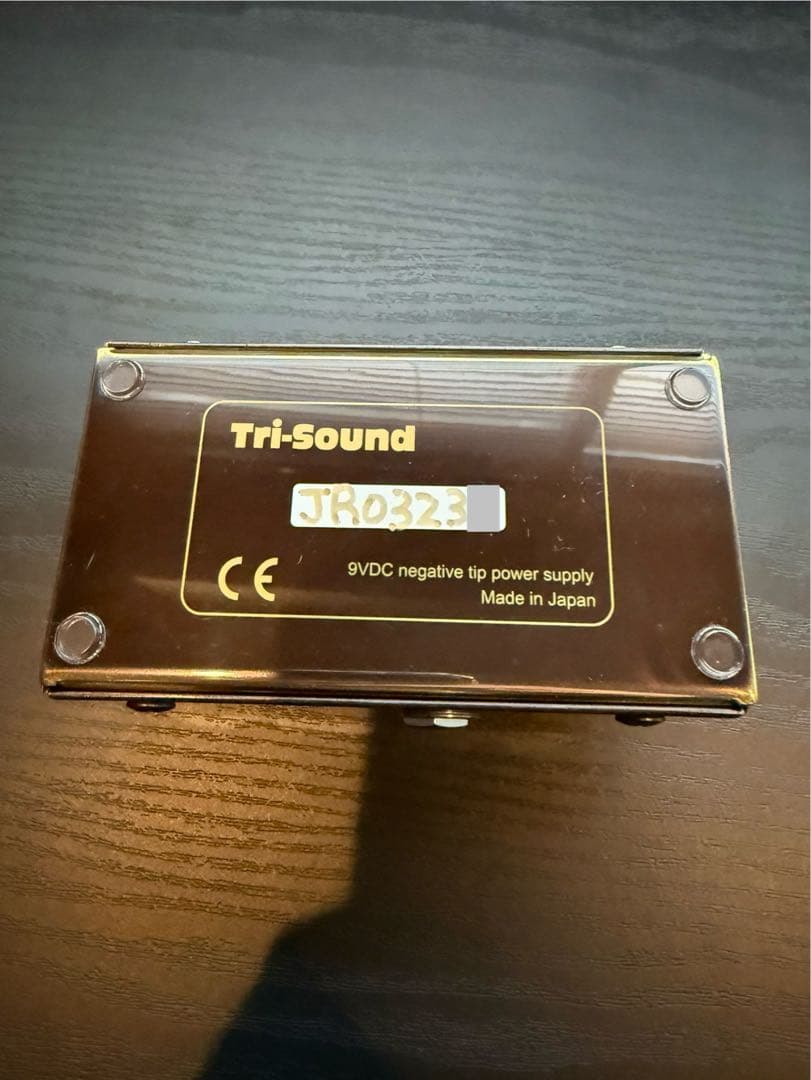 Tri-Sound
JR0323
CE
9VDC negative tip power supply
Made in Japan